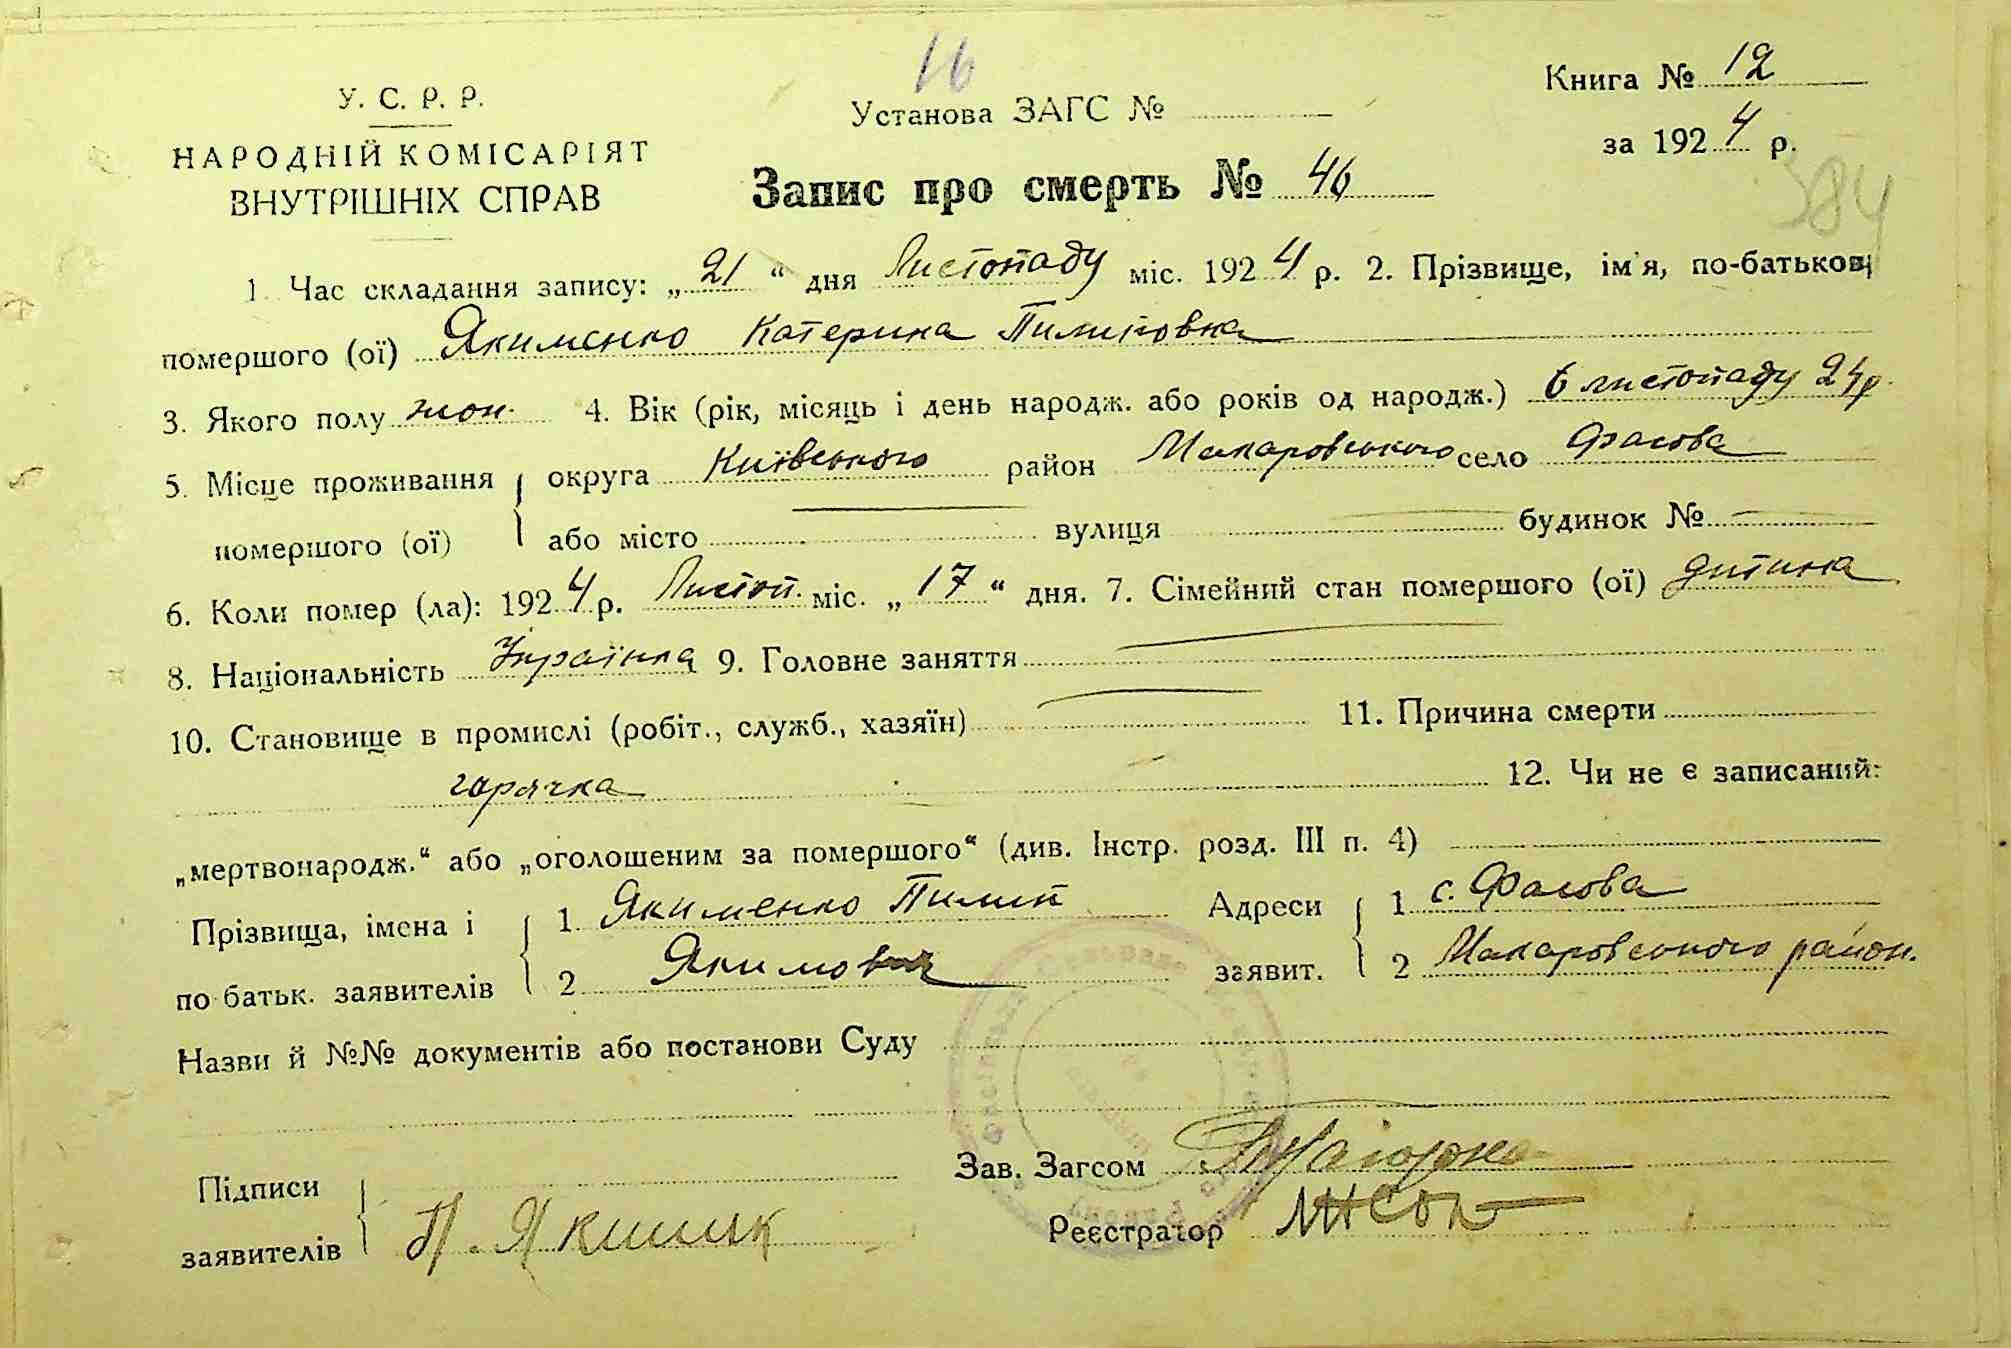 16
У. С. Р. Р.
НАРОДНІЙ КОМІСАРІЯТ
ВНУТРІШНІХ СПРАВ
Установа ЗАГС №
Книга № 12
за 1924 р.
384
Запис про смерть № 46
1. Час складання запису: „21“ дня Листопаду міс. 1924 р. 2. Прізвище, ім'я, по-батькові
помершого (ої) Якименко Катерина Пилиповна
3. Якого полу жон. 4. Вік (рік, місяць і день народж. або років од народж.) 6 листопаду 24 р.
5. Місце проживання округа Київського район Макаровського село Фасова
помершого (ої) або місто вулиця будинок №
6. Коли помер (ла): 1924 р. Листоп. міс. „17“ дня. 7. Сімейний стан помершого (ої) дитина
8. Національність Українка 9. Головне заняття
10. Становище в промислі (робіт., служб., хазяїн) 11. Причина смерти
горячка 12. Чи не є записаний:
„мертвонародж.“ або „оголошеним за помершого“ (див. Інстр. розд. III п. 4)
Прізвища, імена і 1 Якименко Пилип Адреси 1 с. Фасова
по батьк. заявителів 2 Якимович заявит. 2 Макаровського район.
Назви й №№ документів або постанови Суду
Підписи Зав. Загсом
заявителів П. Якимик Реєстратор